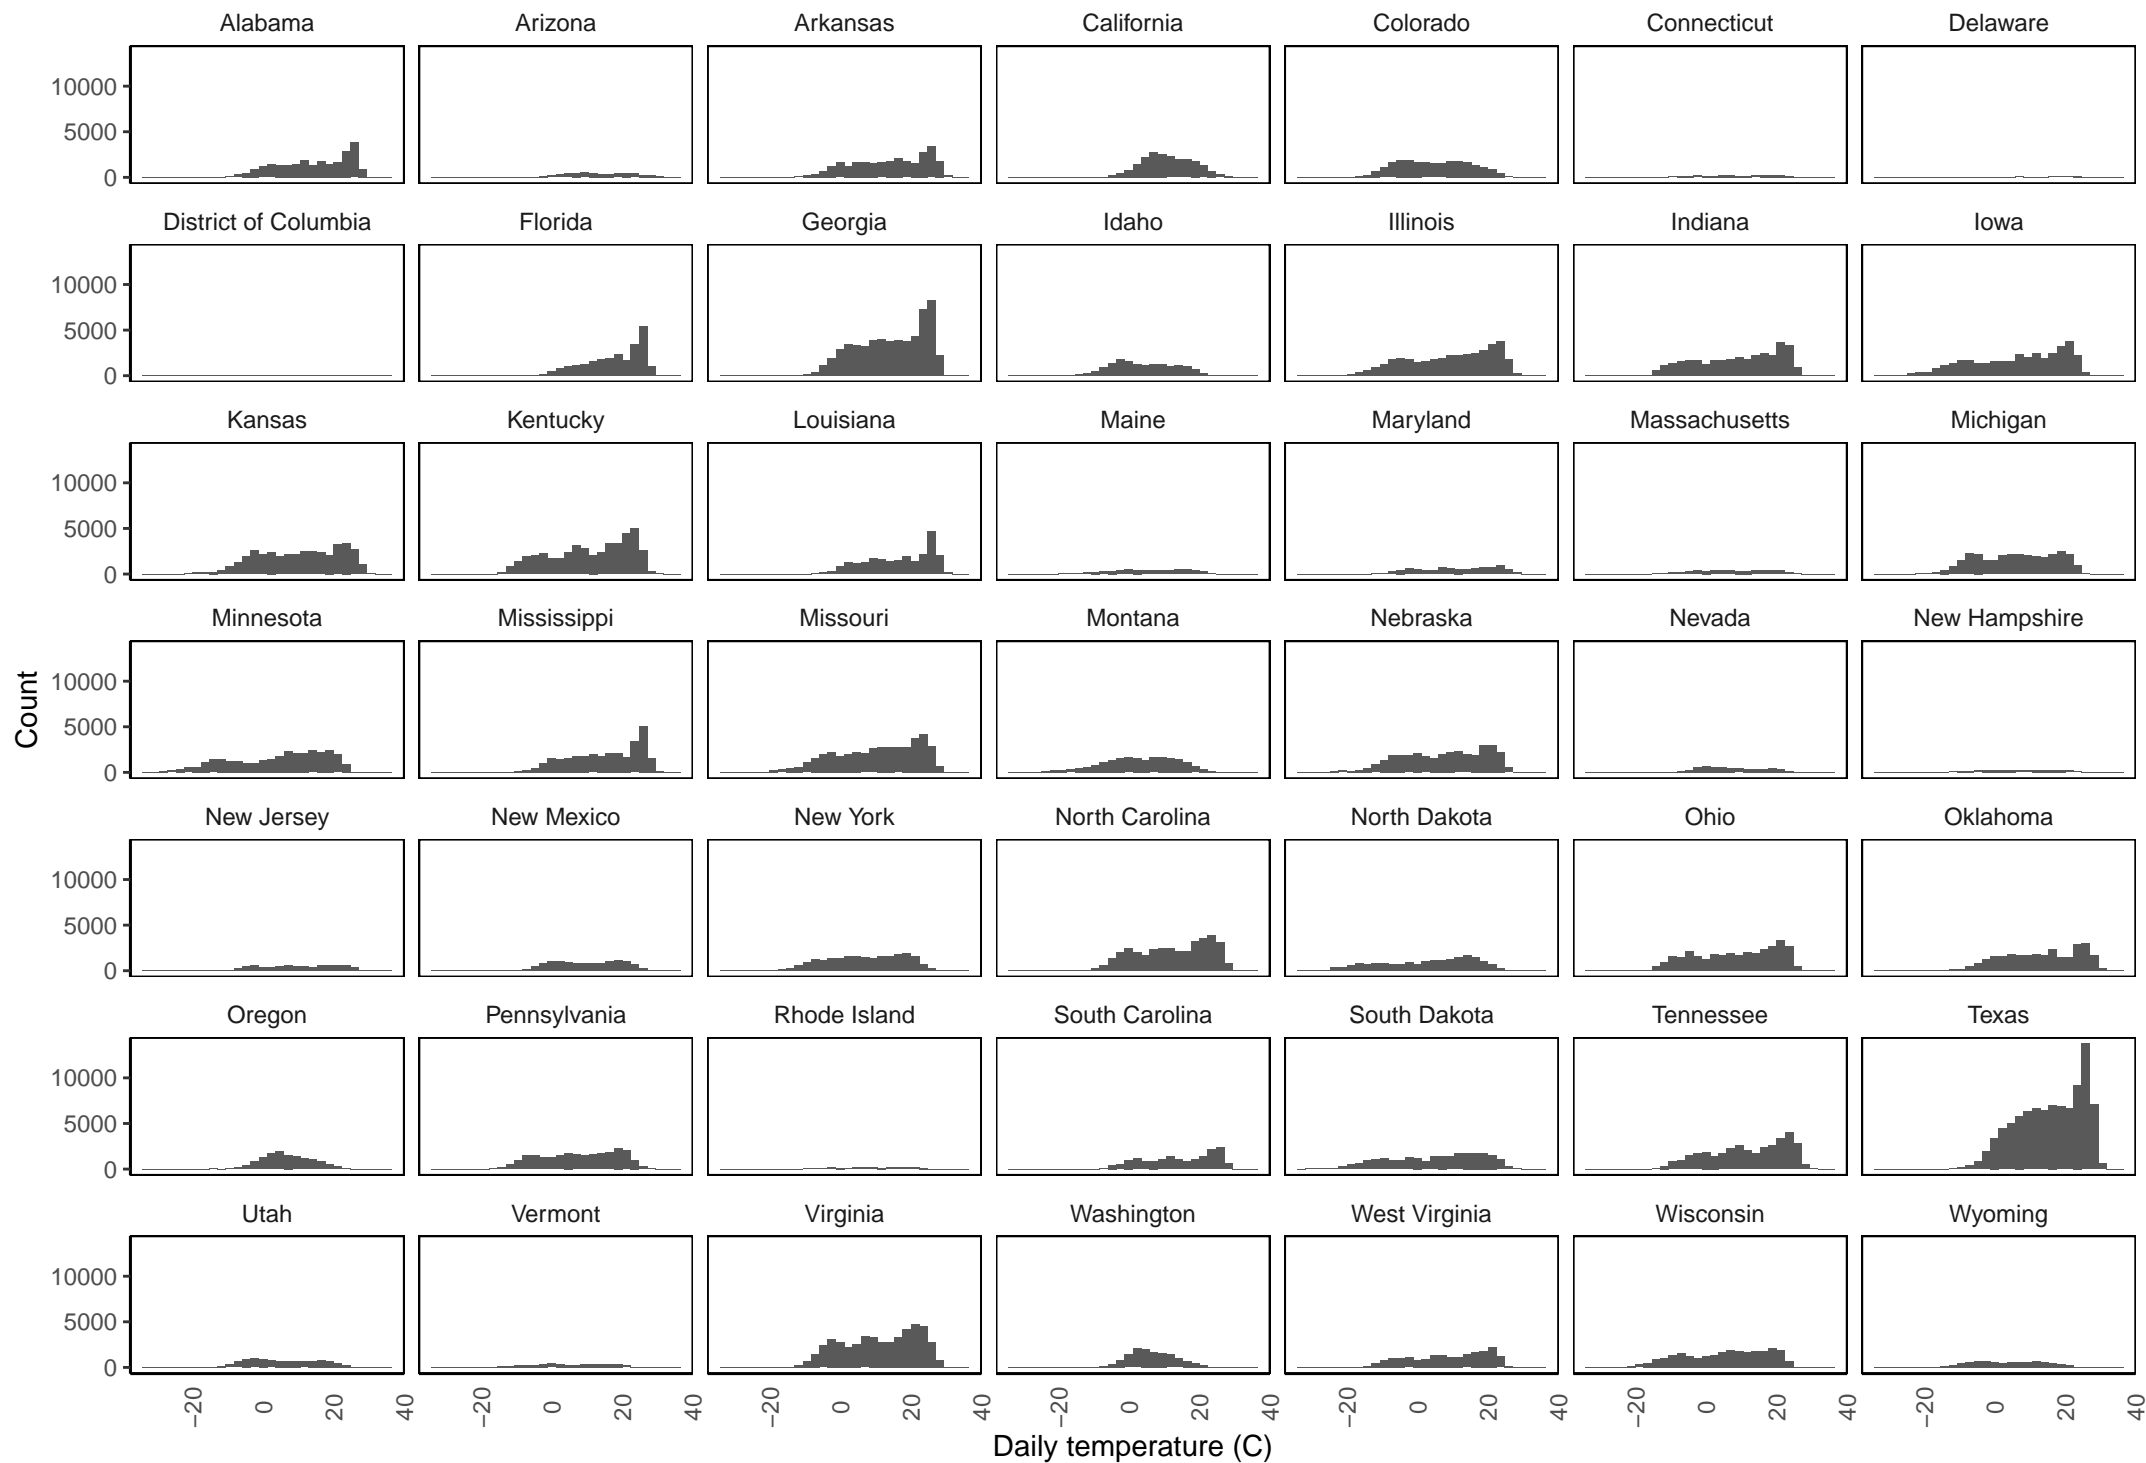 Alabama Arizona Arkansas California Colorado Connecticut Delaware
10000
5000
0
District of Columbia Florida Georgia Idaho Illinois Indiana Iowa
10000
5000
0
Kansas Kentucky Louisiana Maine Maryland Massachusetts Michigan
10000
5000
0
Minnesota Mississippi Missouri Montana Nebraska Nevada New Hampshire
10000
5000
0
Count
New Jersey New Mexico New York North Carolina North Dakota Ohio Oklahoma
10000
5000
0
Oregon Pennsylvania Rhode Island South Carolina South Dakota Tennessee Texas
10000
5000
0
Utah Vermont Virginia Washington West Virginia Wisconsin Wyoming
10000
5000
0
−20 0 20 40 −20 0 20 40 −20 0 20 40 −20 0 20 40 −20 0 20 40 −20 0 20 40 −20 0 20 40
Daily temperature (C)